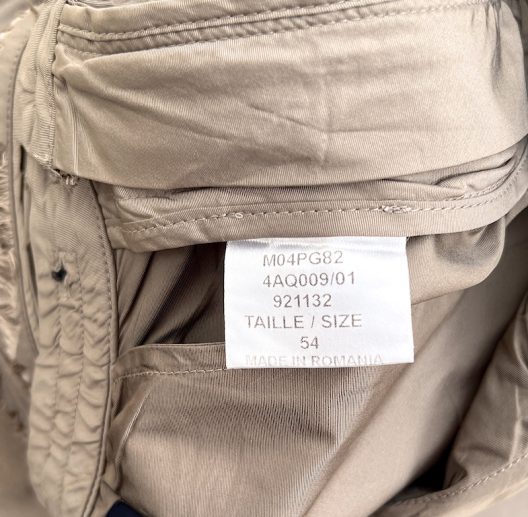 M04PG82
4AQ009/01
921132
TAILLE / SIZE
54
MADE IN ROMANIA